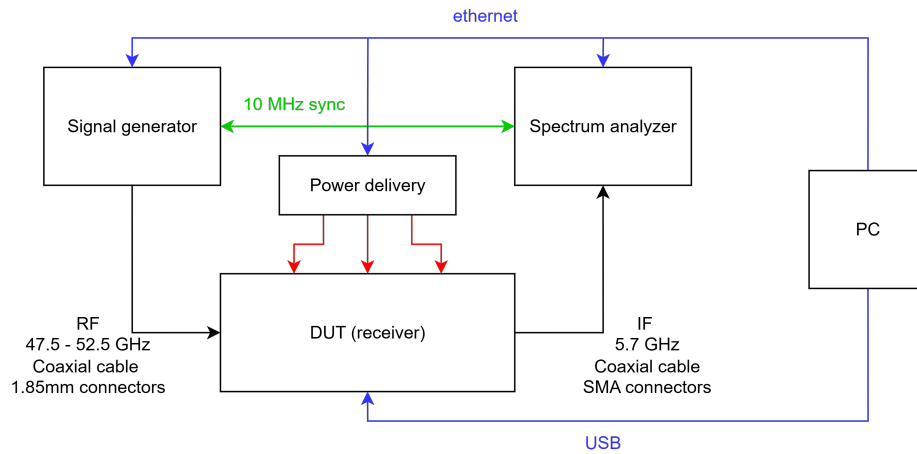 ethernet
10 MHz sync
Signal generator
Spectrum analyzer
Power delivery
PC
DUT (receiver)
RF
47.5 - 52.5 GHz
Coaxial cable
1.85mm connectors
IF
5.7 GHz
Coaxial cable
SMA connectors
USB